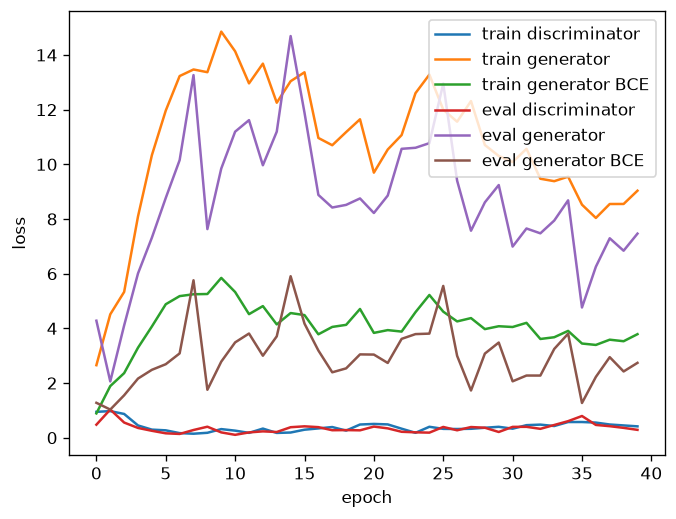 train discriminator
train generator
train generator BCE
eval discriminator
eval generator
eval generator BCE
loss
14
12
10
8
6
4
2
0
0 5 10 15 20 25 30 35 40
epoch